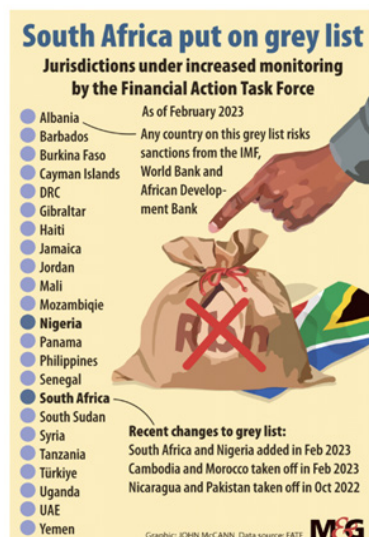 South Africa put on grey list
Jurisdictions under increased monitoring
by the Financial Action Task Force
As of February 2023
Albania
Barbados
Burkina Faso
Cayman Islands
DRC
Gibraltar
Haiti
Jamaica
Jordan
Mali
Mozambiqie
Nigeria
Panama
Philippines
Senegal
South Africa
South Sudan
Syria
Tanzania
Türkiye
Uganda
UAE
Yemen
Any country on this grey list risks
sanctions from the IMF,
World Bank and
African Develop-
ment Bank
Recent changes to grey list:
South Africa and Nigeria added in Feb 2023
Cambodia and Morocco taken off in Feb 2023
Nicaragua and Pakistan taken off in Oct 2022
Graphic: JOHN McCANN Data source: FATF
M&G